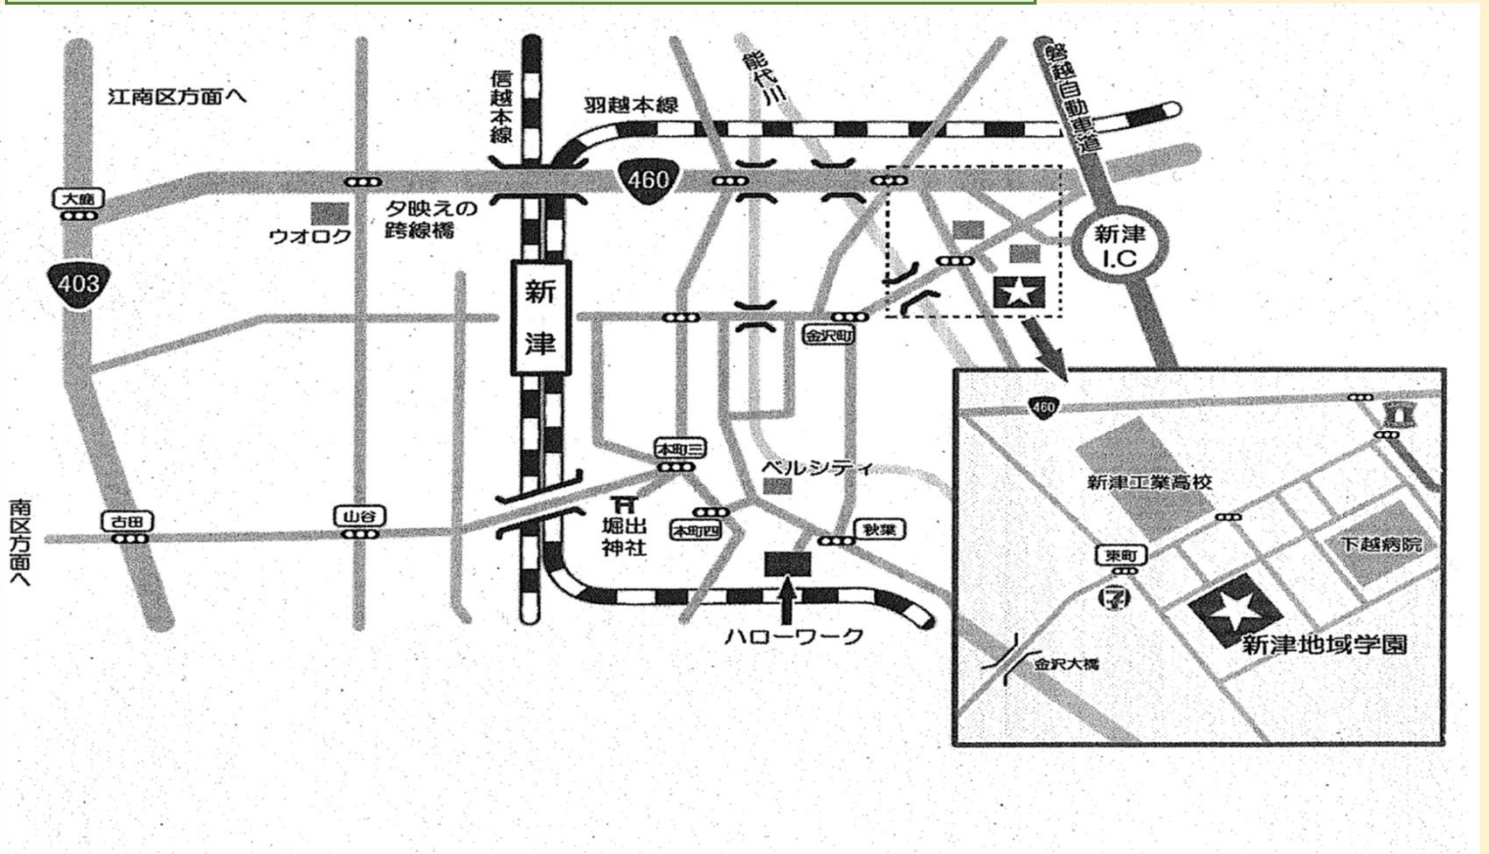 江南区方面へ
信越本線
羽越本線
能代川
磐越自動車道
大鹿
460
ウオロク
夕映えの
跨線橋
403
新津
I.C
新津
金沢町
本町三
ベルシティ
南区方面へ
古田
山谷
堀出
神社
本町四
秋葉
ハローワーク
460
新津工業高校
東町
下越病院
7
新津地域学園
金沢大橋